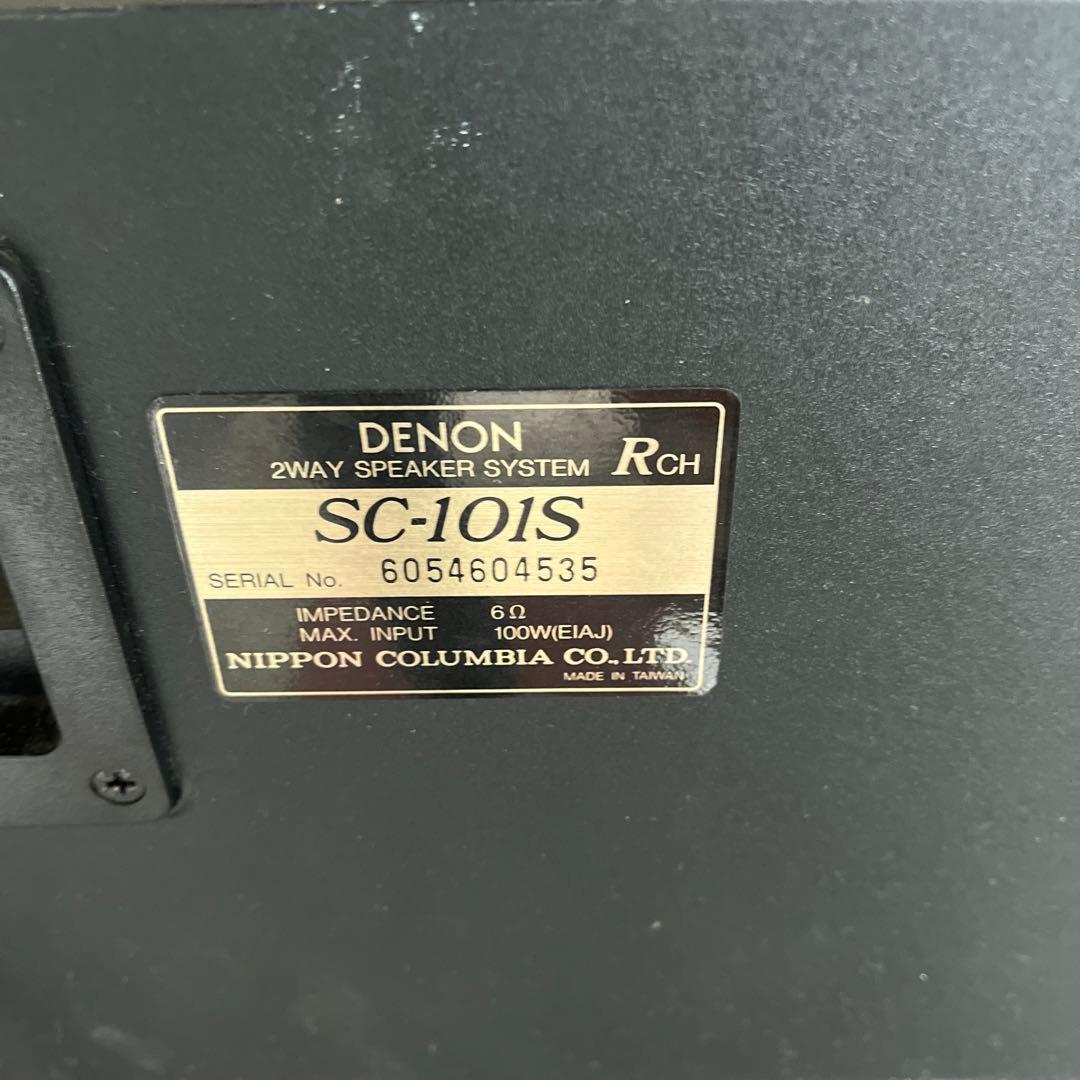 DENON
2WAY SPEAKER SYSTEM RCH
SC-101S
SERIAL No. 6054604535
IMPEDANCE 6Ω
MAX. INPUT 100W(EIAJ)
NIPPON COLUMBIA CO.,LTD.
MADE IN TAIWAN